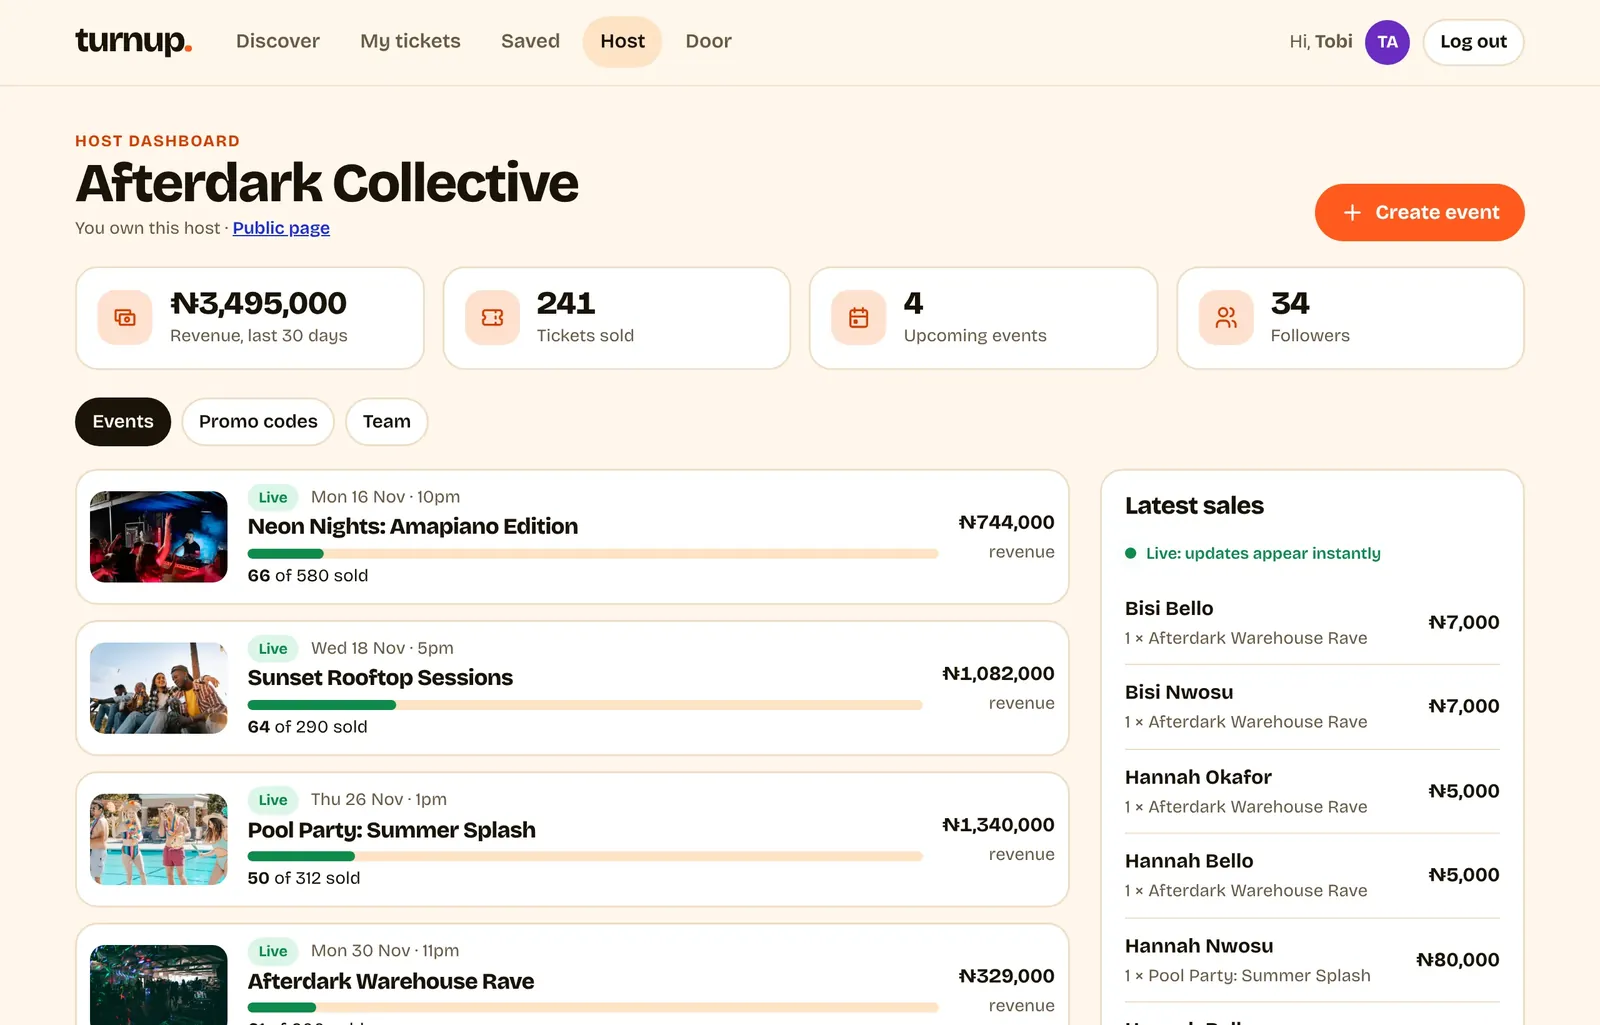 turnup.
Discover
My tickets
Saved
Host
Door
Hi, Tobi
TA
Log out
HOST DASHBOARD
Afterdark Collective
You own this host · Public page
+ Create event
₦3,495,000
Revenue, last 30 days
241
Tickets sold
4
Upcoming events
34
Followers
Events
Promo codes
Team
Live
Mon 16 Nov · 10pm
Neon Nights: Amapiano Edition
66 of 580 sold
₦744,000
revenue
Live
Wed 18 Nov · 5pm
Sunset Rooftop Sessions
64 of 290 sold
₦1,082,000
revenue
Live
Thu 26 Nov · 1pm
Pool Party: Summer Splash
50 of 312 sold
₦1,340,000
revenue
Live
Mon 30 Nov · 11pm
Afterdark Warehouse Rave
₦329,000
revenue
Latest sales
Live: updates appear instantly
Bisi Bello
1 × Afterdark Warehouse Rave
₦7,000
Bisi Nwosu
1 × Afterdark Warehouse Rave
₦7,000
Hannah Okafor
1 × Afterdark Warehouse Rave
₦5,000
Hannah Bello
1 × Afterdark Warehouse Rave
₦5,000
Hannah Nwosu
1 × Pool Party: Summer Splash
₦80,000